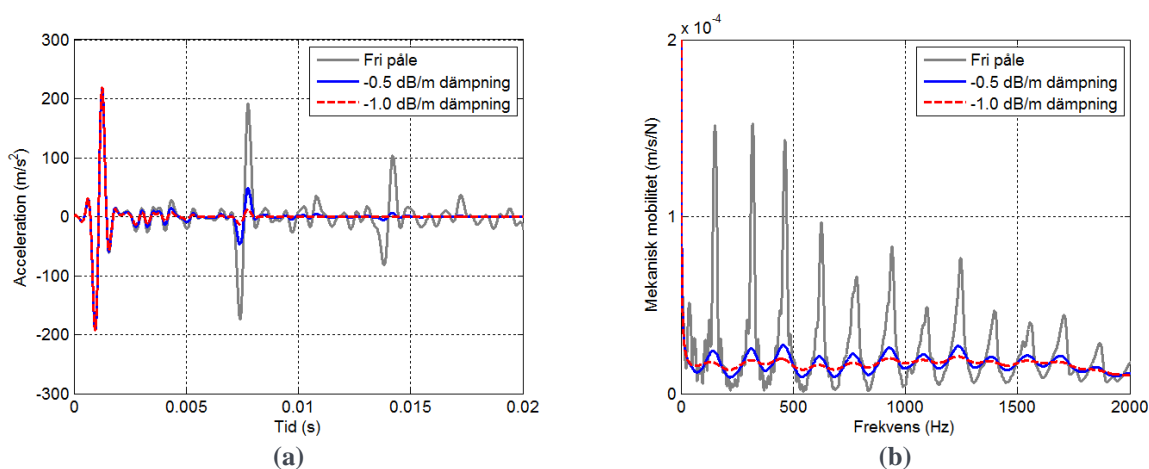 300
200
100
0
-100
-200
-300
0
0.005
0.01
0.015
0.02
Acceleration (m/s²)
Tid (s)
Fri påle
-0.5 dB/m dämpning
-1.0 dB/m dämpning
(a)
2 x 10⁻⁴
1
0
0
500
1000
1500
2000
Mekanisk mobilitet (m/s/N)
Frekvens (Hz)
Fri påle
-0.5 dB/m dämpning
-1.0 dB/m dämpning
(b)